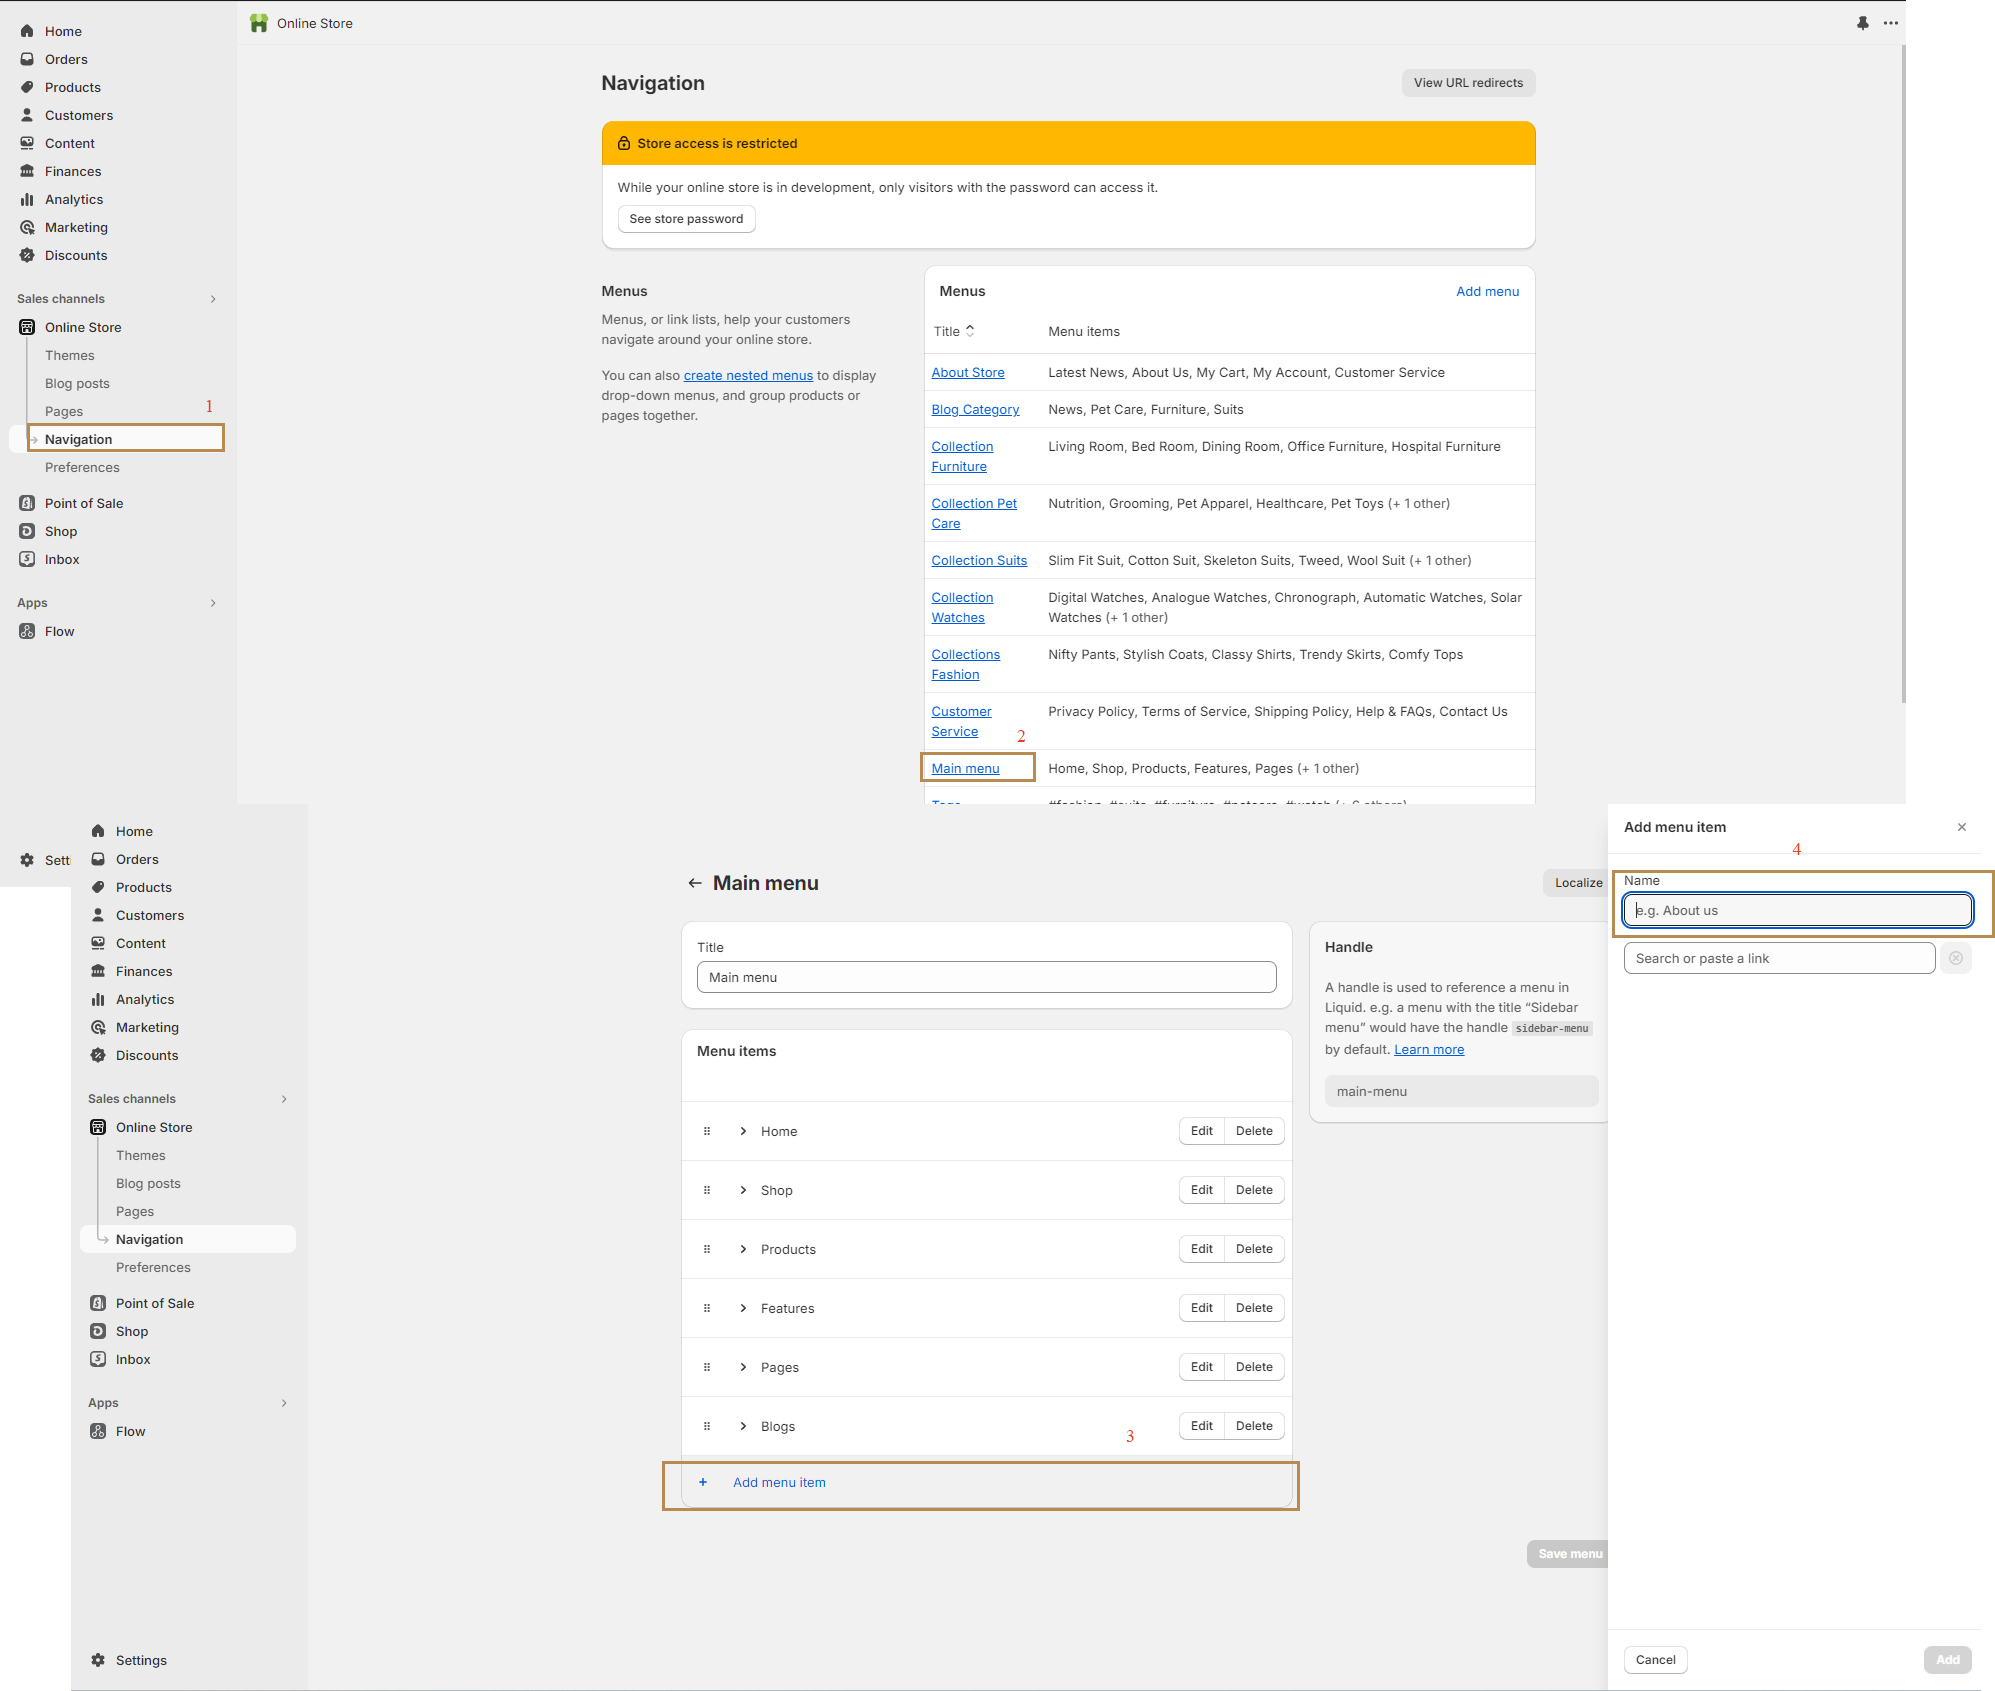 Home
Orders
Products
Customers
Content
Finances
Analytics
Marketing
Discounts
Sales channels
Online Store
Themes
Blog posts
Pages
1
Navigation
Preferences
Point of Sale
Shop
Inbox
Apps
Flow
Online Store
Navigation
View URL redirects
Store access is restricted
While your online store is in development, only visitors with the password can access it.
See store password
Menus
Menus, or link lists, help your customers
navigate around your online store.
You can also create nested menus to display
drop-down menus, and group products or
pages together.
Menus
Add menu
Title
Menu items
About Store
Latest News, About Us, My Cart, My Account, Customer Service
Blog Category
News, Pet Care, Furniture, Suits
Collection
Furniture
Living Room, Bed Room, Dining Room, Office Furniture, Hospital Furniture
Collection Pet
Care
Nutrition, Grooming, Pet Apparel, Healthcare, Pet Toys (+ 1 other)
Collection Suits
Slim Fit Suit, Cotton Suit, Skeleton Suits, Tweed, Wool Suit (+ 1 other)
Collection
Watches
Digital Watches, Analogue Watches, Chronograph, Automatic Watches, Solar
Watches (+ 1 other)
Collections
Fashion
Nifty Pants, Stylish Coats, Classy Shirts, Trendy Skirts, Comfy Tops
Customer
Service
Privacy Policy, Terms of Service, Shipping Policy, Help & FAQs, Contact Us
2
Main menu
Home, Shop, Products, Features, Pages (+ 1 other)
Setti
Home
Orders
Products
Customers
Content
Finances
Analytics
Marketing
Discounts
Sales channels
Online Store
Themes
Blog posts
Pages
Navigation
Preferences
Point of Sale
Shop
Inbox
Apps
Flow
Settings
Main menu
Localize
Title
Main menu
Menu items
Home
Edit
Delete
Shop
Edit
Delete
Products
Edit
Delete
Features
Edit
Delete
Pages
Edit
Delete
Blogs
Edit
Delete
3
+ Add menu item
Handle
A handle is used to reference a menu in
Liquid. e.g. a menu with the title “Sidebar
menu” would have the handle sidebar-menu
by default. Learn more
main-menu
Save menu
Add menu item
4
Name
e.g. About us
Search or paste a link
Cancel
Add